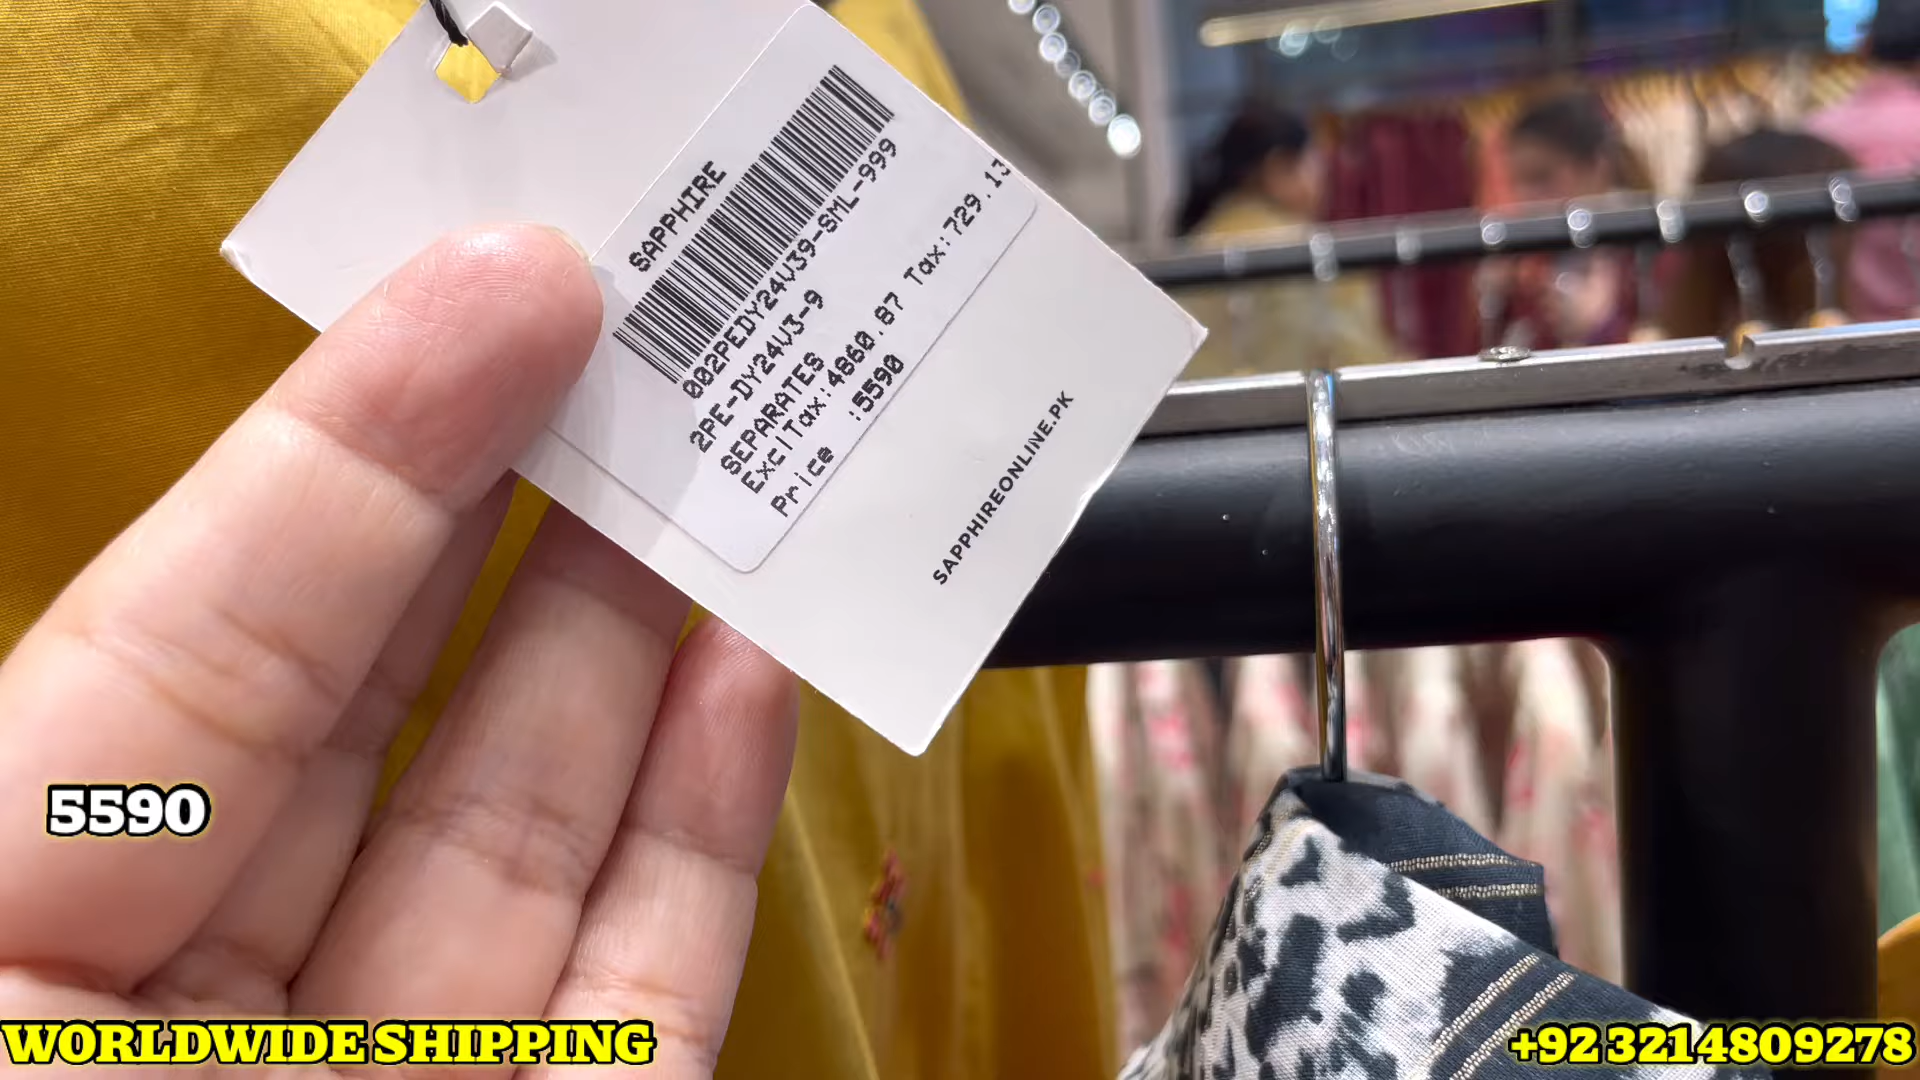 SAPPHIRE
002PEDY24V39-SML-999
2PE-DY24V3-9
SEPARATES
ExclTax:4860.87 Tax:729.13
Price :5590
SAPPHIREONLINE.PK
5590
WORLDWIDE SHIPPING
+92 3214809278